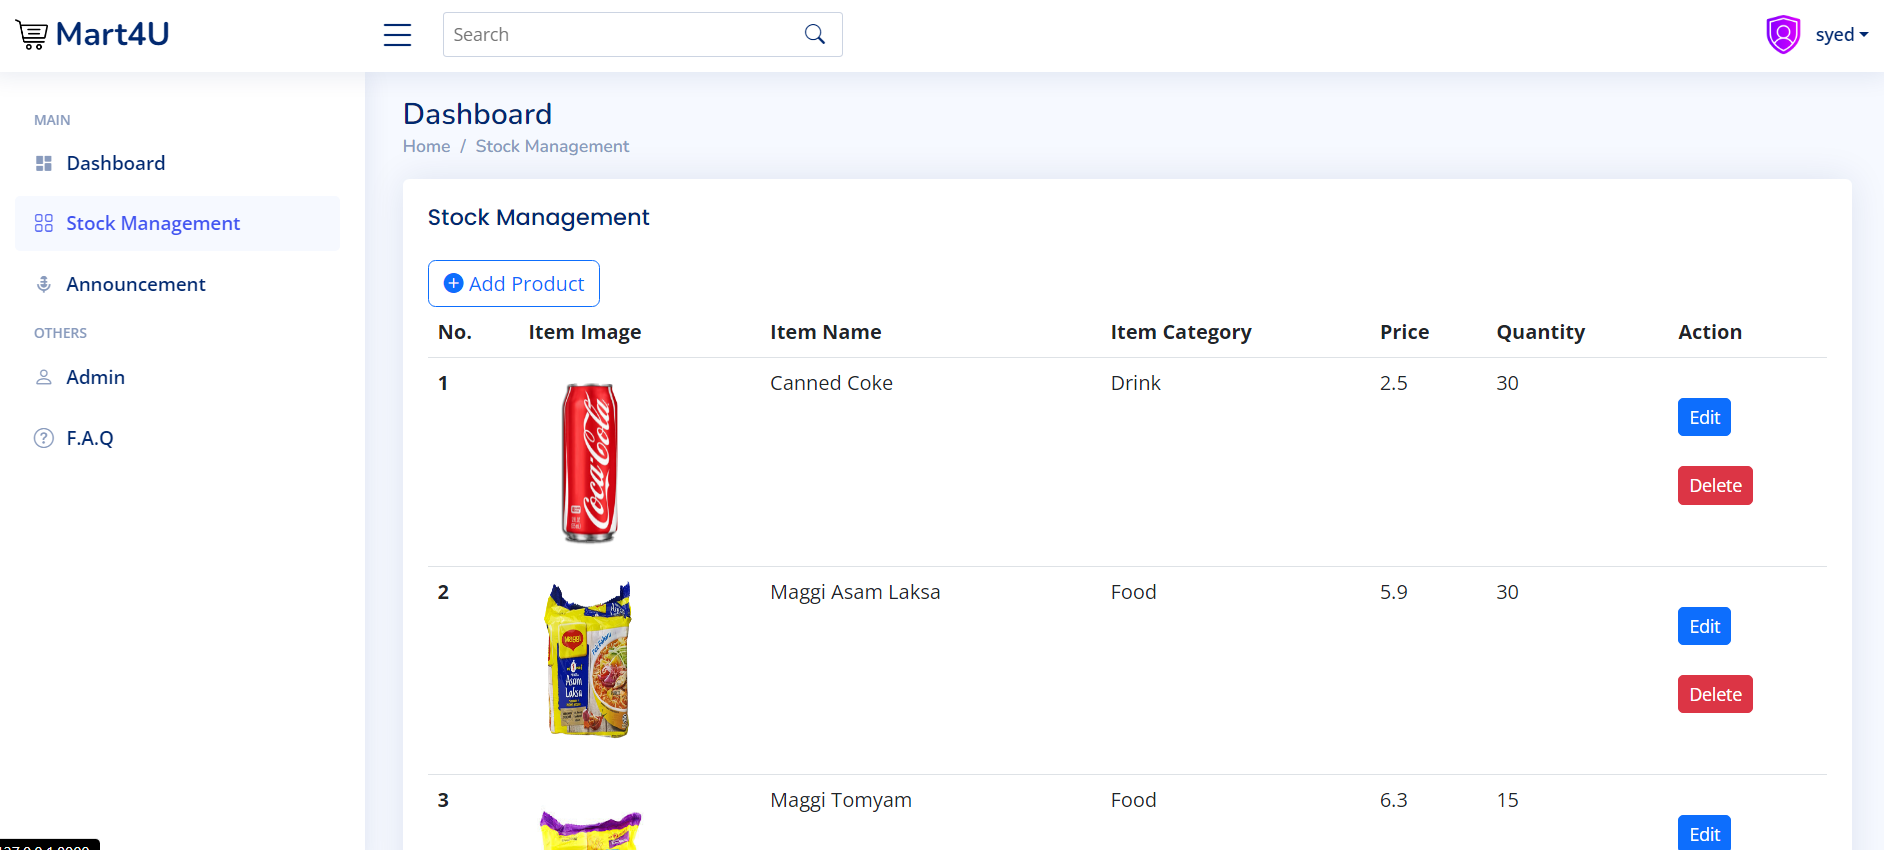 Mart4U
Search
syed
MAIN
Dashboard
Stock Management
Announcement
OTHERS
Admin
F.A.Q
Dashboard
Home / Stock Management
Stock Management
Add Product
No. Item Image Item Name Item Category Price Quantity Action
1 Canned Coke Drink 2.5 30
Coca-Cola
Edit
Delete
2 Maggi Asam Laksa Food 5.9 30
MAGGI
Asam
Laksa
Edit
Delete
3 Maggi Tomyam Food 6.3 15
Edit